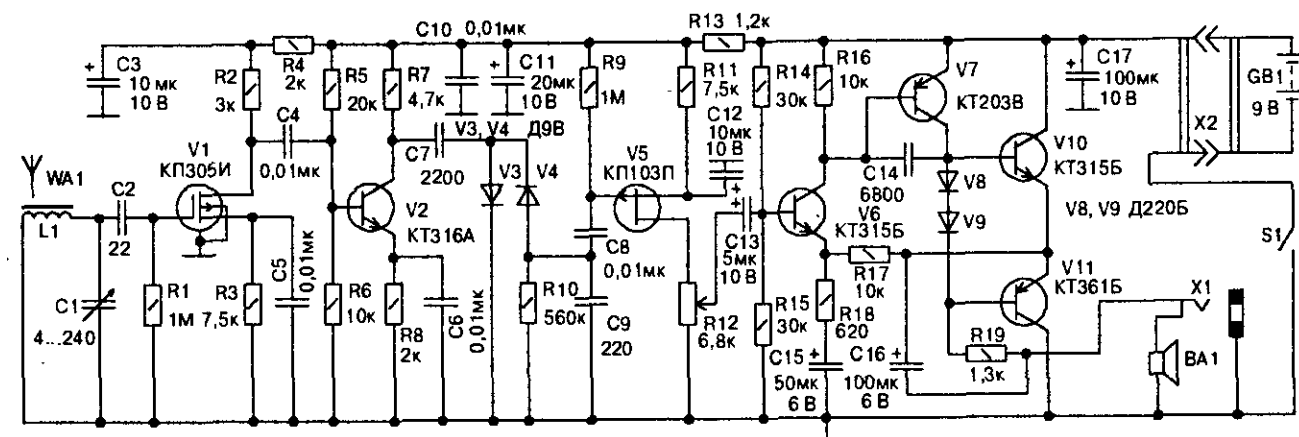 C3
10 мк
10 В
R4
2к
R2
3к
R5
20к
R7
4,7к
C10 0,01мк
C11
20мк
10 В
R9
1М
R13 1,2к
R11
7,5к
R14
30к
R16
10к
V7
КТ203В
C17
100мк
10 В
GB1
9 В
X2
C4
0,01мк
V3, V4 Д9В
C7
2200
V3
V4
V5
КП103П
C12
10мк
10 В
C14
6800
V10
КТ315Б
V8
V9
V8, V9 Д220Б
WA1
L1
C2
22
V1
КП305И
V2
КТ316А
C8
0,01мк
C13
5мк
10 В
V6
КТ315Б
R17
10к
V11
КТ361Б
S1
X1
C1
4...240
R1
1М
R3
7,5к
C5
0,01мк
R6
10к
R8
2к
C6
0,01мк
R10
560к
C9
220
R12
6,8к
R15
30к
R18
620
C15
50мк
6 В
C16
100мк
6 В
R19
1,3к
BA1